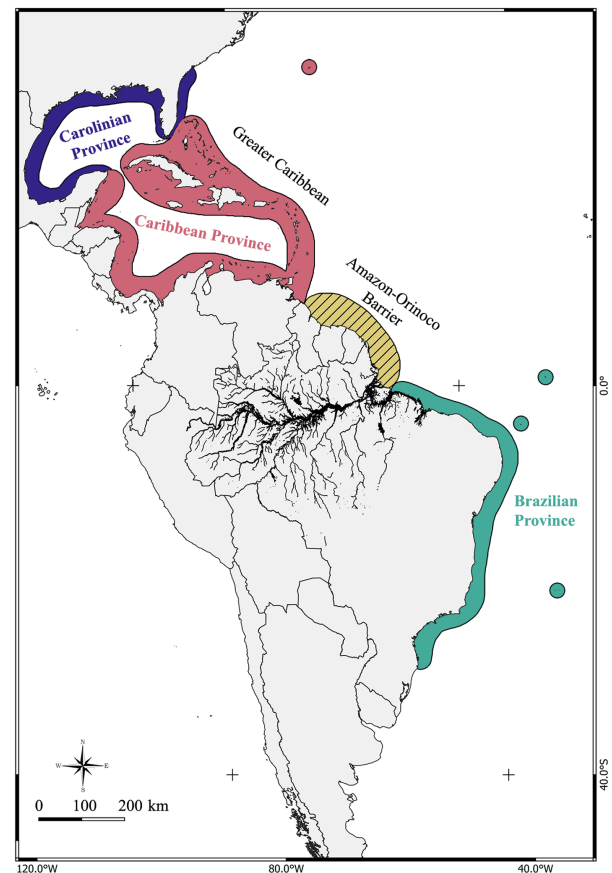 Carolinian
Province
Greater Caribbean
Caribbean Province
Amazon-Orinoco
Barrier
0.0°
Brazilian
Province
N
W
E
S
0 100 200 km
40.0°S
120.0°W 80.0°W 40.0°W